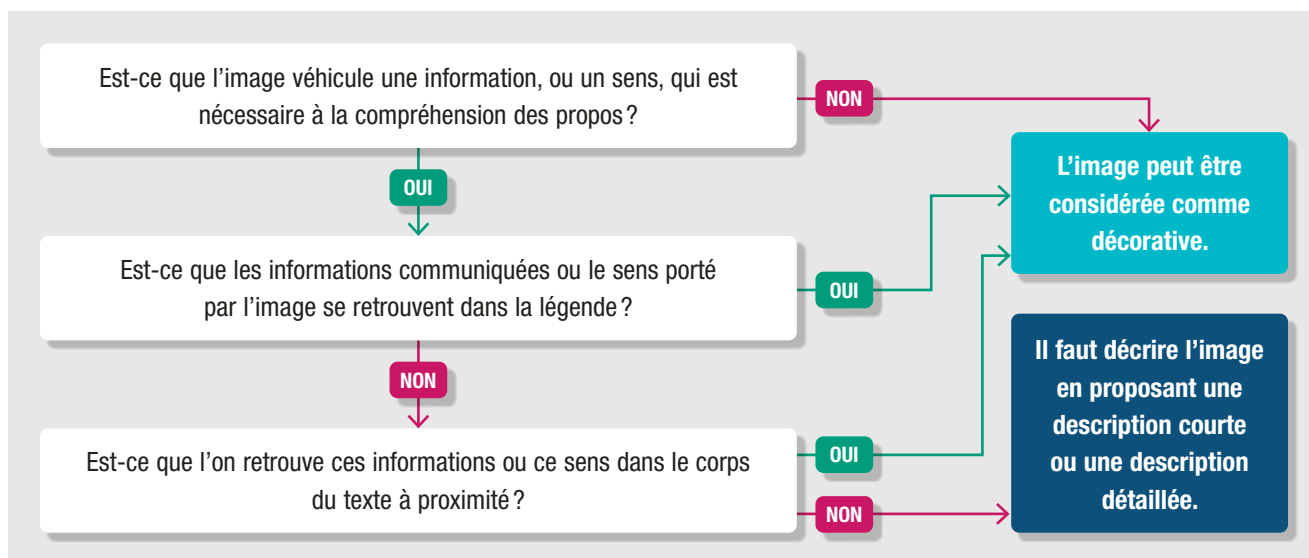 Est-ce que l’image véhicule une information, ou un sens, qui est
nécessaire à la compréhension des propos ?
NON
OUI
L’image peut être
considérée comme
décorative.
Est-ce que les informations communiquées ou le sens porté
par l’image se retrouvent dans la légende ?
OUI
NON
Il faut décrire l’image
en proposant une
description courte
ou une description
détaillée.
Est-ce que l’on retrouve ces informations ou ce sens dans le corps
du texte à proximité ?
OUI
NON